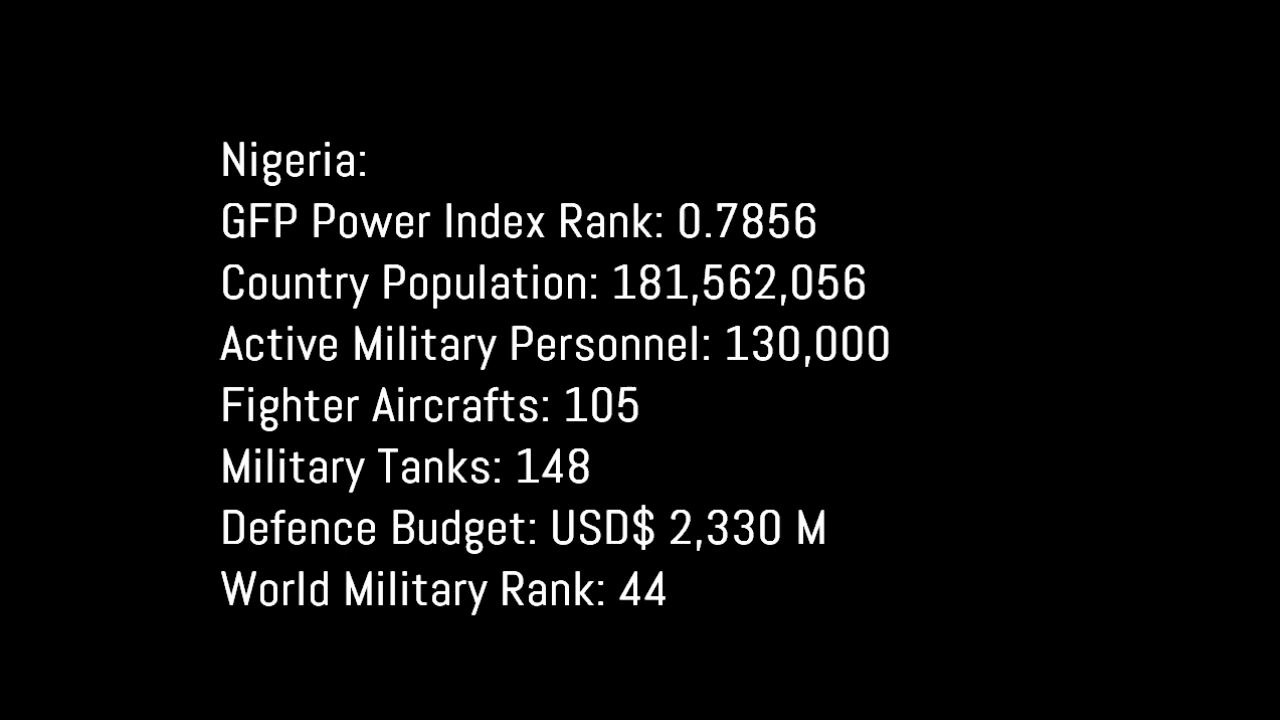 Nigeria:
GFP Power Index Rank: 0.7856
Country Population: 181,562,056
Active Military Personnel: 130,000
Fighter Aircrafts: 105
Military Tanks: 148
Defence Budget: USD$ 2,330 M
World Military Rank: 44